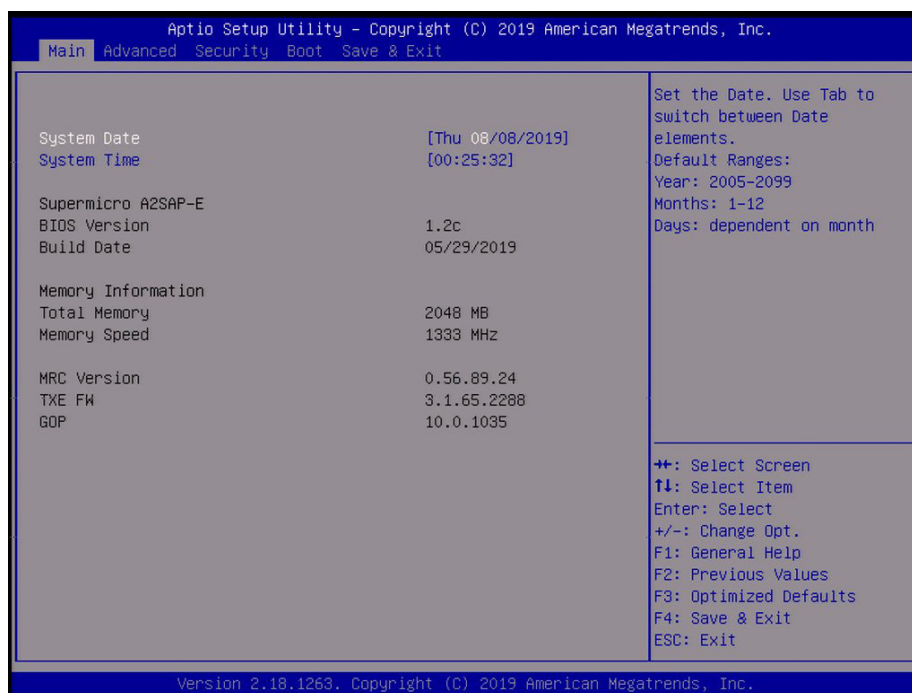 Aptio Setup Utility – Copyright (C) 2019 American Megatrends, Inc.
Main Advanced Security Boot Save & Exit
System Date [Thu 08/08/2019]
System Time [00:25:32]
Supermicro A2SAP-E
BIOS Version 1.2c
Build Date 05/29/2019
Memory Information
Total Memory 2048 MB
Memory Speed 1333 MHz
MRC Version 0.56.89.24
TXE FW 3.1.65.2288
GOP 10.0.1035
Set the Date. Use Tab to
switch between Date
elements.
Default Ranges:
Year: 2005-2099
Months: 1-12
Days: dependent on month
→←: Select Screen
↑↓: Select Item
Enter: Select
+/-: Change Opt.
F1: General Help
F2: Previous Values
F3: Optimized Defaults
F4: Save & Exit
ESC: Exit
Version 2.18.1263. Copyright (C) 2019 American Megatrends, Inc.